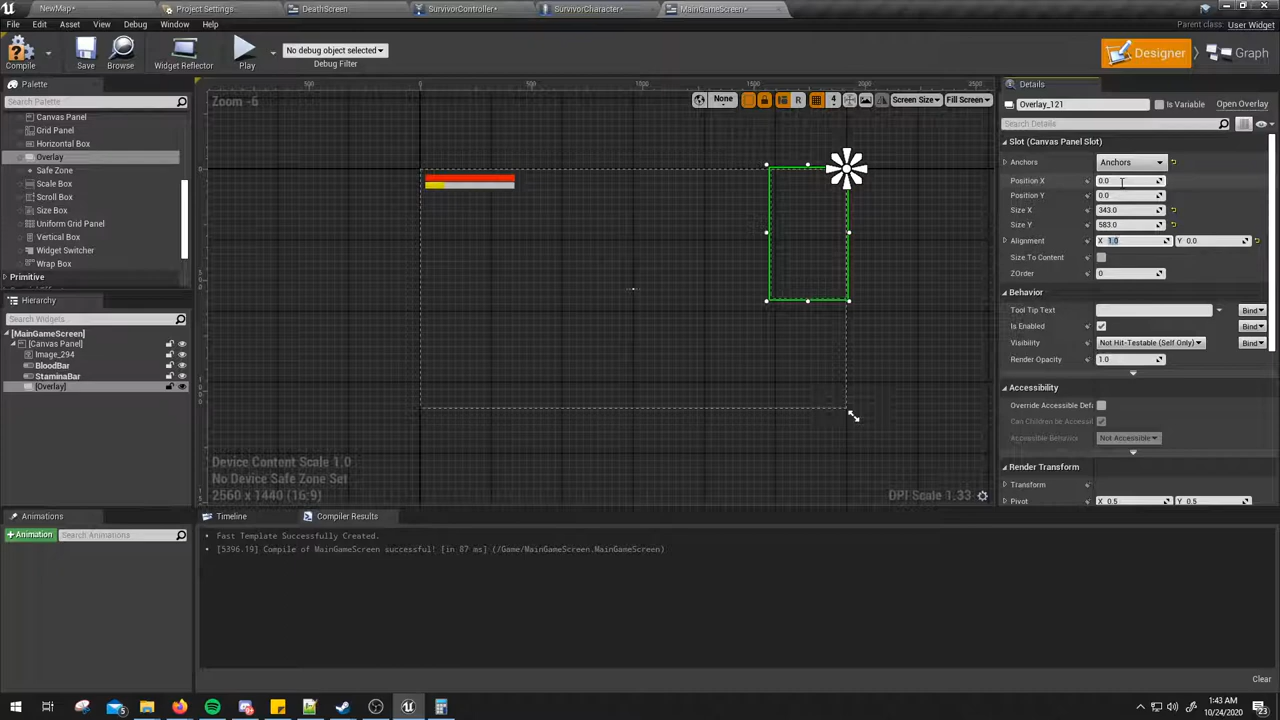 NewMap•
Project Settings
DeathScreen
SurvivorController•
SurvivorCharacter•
MainGameScreen•
File
Edit
Asset
View
Debug
Window
Help
Parent class:
User Widget
Compile
Save
Browse
Widget Reflector
Play
No debug object selected
Debug Filter
Designer
Graph
Palette
Search Palette
Canvas Panel
Grid Panel
Horizontal Box
Overlay
Safe Zone
Scale Box
Scroll Box
Size Box
Uniform Grid Panel
Vertical Box
Widget Switcher
Wrap Box
Primitive
Hierarchy
Search Widgets
[MainGameScreen]
[Canvas Panel]
Image_294
BloodBar
StaminaBar
[Overlay]
Animations
+ Animation
Search Animations
500
0
500
1000
1500
2000
2500
Zoom -6
None
R
4
Screen Size
Fill Screen
Device Content Scale 1.0
No Device Safe Zone Set
2560 x 1440 (16:9)
DPI Scale 1.33
Timeline
Compiler Results
Fast Template Successfully Created.
[5396.19] Compile of MainGameScreen successful! [in 87 ms] (/Game/MainGameScreen.MainGameScreen)
Clear
Details
Overlay_121
Is Variable
Open Overlay
Search Details
Slot (Canvas Panel Slot)
Anchors
Anchors
Position X
0.0
Position Y
0.0
Size X
343.0
Size Y
583.0
Alignment
X 1.0
Y 0.0
Size To Content
ZOrder
0
Behavior
Tool Tip Text
Bind
Is Enabled
Bind
Visibility
Not Hit-Testable (Self Only)
Bind
Render Opacity
1.0
Accessibility
Override Accessible Defa
Can Children be Accessi
Accessible Behavior
Not Accessible
Render Transform
Transform
Pivot
X 0.5
Y 0.5
1:43 AM
10/24/2020